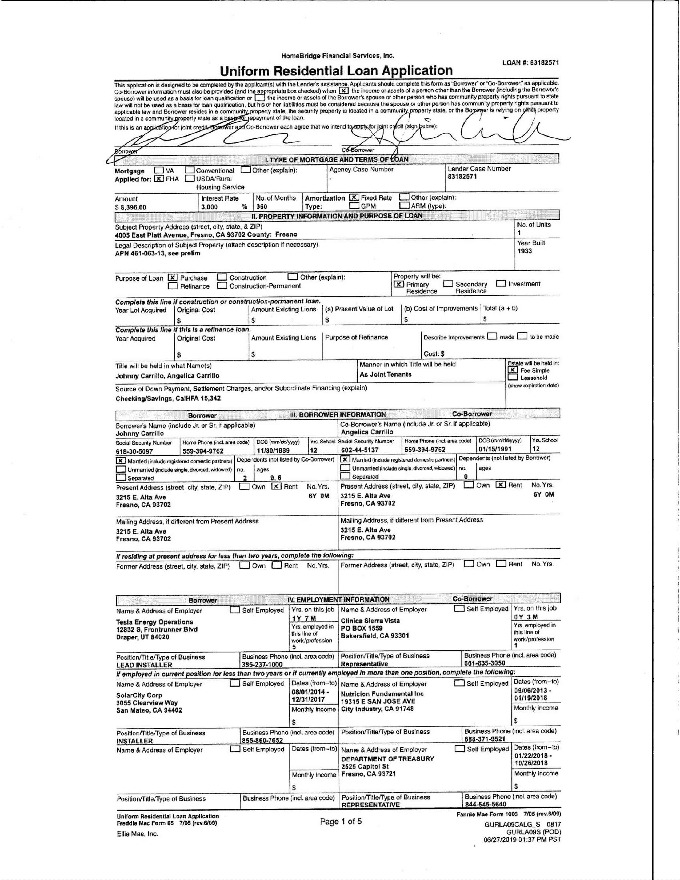 HomeBridge Financial Services, Inc.
LOAN #: 83182571
Uniform Residential Loan Application
This application is designed to be completed by the applicant(s) with the Lender's assistance. Applicants should complete this form as "Borrower" or "Co-Borrower" as applicable.
Co-Borrower information must also be provided (and the appropriate box checked) when X the income or assets of a person other than the Borrower (including the Borrower's
spouse) will be used as a basis for loan qualification or the income or assets of the Borrower's spouse or other person who has community property rights pursuant to state
law will not be used as a basis for loan qualification, but his or her liabilities must be considered because the spouse or other person has community property rights pursuant to
applicable law and Borrower resides in a community property state, the security property is located in a community property state, or the Borrower is relying on other property
located in a community property state as a basis for repayment of the loan.
If this is an application for joint credit, Borrower and Co-Borrower each agree that we intend to apply for joint credit (sign below):
Borrower Co-Borrower
I. TYPE OF MORTGAGE AND TERMS OF LOAN
Mortgage VA Conventional Other (explain): Agency Case Number Lender Case Number
Applied for: X FHA USDA/Rural 83182571
Housing Service
Amount Interest Rate No. of Months Amortization X Fixed Rate Other (explain):
$ 3.000 % 360 Type: GPM ARM (type):
II. PROPERTY INFORMATION AND PURPOSE OF LOAN
Subject Property Address (street, city, state, & ZIP) No. of Units
4005 East Platt Avenue, Fresno, CA 93702 County: Fresno 1
Legal Description of Subject Property (attach description if necessary) Year Built
APN 461-063-13, see prelim 1933
Purpose of Loan X Purchase Construction Other (explain): Property will be:
Refinance Construction-Permanent X Primary Residence Secondary Residence Investment
Complete this line if construction or construction-permanent loan.
Year Lot Acquired Original Cost Amount Existing Liens (a) Present Value of Lot (b) Cost of Improvements Total (a + b)
$ $ $ $ $
Complete this line if this is a refinance loan.
Year Acquired Original Cost Amount Existing Liens Purpose of Refinance Describe Improvements made to be made
$ $ Cost: $
Title will be held in what Name(s) Manner in which Title will be held Estate will be held in:
Johnny Carrillo, Angelica Carrillo As Joint Tenants X Fee Simple
Leasehold
(show expiration date)
Source of Down Payment, Settlement Charges, and/or Subordinate Financing (explain)
Checking/Savings, CalHFA 15,342
Borrower III. BORROWER INFORMATION Co-Borrower
Borrower's Name (include Jr. or Sr. if applicable) Co-Borrower's Name (include Jr. or Sr. if applicable)
Johnny Carrillo Angelica Carrillo
Social Security Number Home Phone (incl. area code) DOB (mm/dd/yyyy) Yrs. School Social Security Number Home Phone (incl. area code) DOB (mm/dd/yyyy) Yrs. School
618-30-5097 559-394-9762 11/30/1989 12 602-44-5137 559-394-9762 01/15/1991 12
X Married (include registered domestic partners) Dependents (not listed by Co-Borrower) X Married (include registered domestic partners) Dependents (not listed by Borrower)
Unmarried (include single, divorced, widowed) no. ages Unmarried (include single, divorced, widowed) no. ages
Separated 2 Separated 0
Present Address (street, city, state, ZIP) Own X Rent No. Yrs. Present Address (street, city, state, ZIP) Own X Rent No. Yrs.
3215 E. Alta Ave 6Y 0M 3215 E. Alta Ave 6Y 0M
Fresno, CA 93702 Fresno, CA 93702
Mailing Address, if different from Present Address Mailing Address, if different from Present Address
3215 E. Alta Ave 3215 E. Alta Ave
Fresno, CA 93702 Fresno, CA 93702
If residing at present address for less than two years, complete the following:
Former Address (street, city, state, ZIP) Own Rent No. Yrs. Former Address (street, city, state, ZIP) Own Rent No. Yrs.
Borrower IV. EMPLOYMENT INFORMATION Co-Borrower
Name & Address of Employer Self Employed Yrs. on this job Name & Address of Employer Self Employed Yrs. on this job
Tesla Energy Operations 1Y 7M Clinica Sierra Vista 0Y 3M
12832 S. Frontrunner Blvd Yrs. employed in this line of work/profession PO BOX 1559 Yrs. employed in this line of work/profession
Draper, UT 84020 5 Bakersfield, CA 93301 1
Position/Title/Type of Business Business Phone (incl. area code) Position/Title/Type of Business Business Phone (incl. area code)
LEAD INSTALLER Representative
If employed in current position for less than two years or if currently employed in more than one position, complete the following:
Name & Address of Employer Self Employed Dates (from–to) Name & Address of Employer Self Employed Dates (from–to)
SolarCity Corp 08/01/2014 - Nutricion Fundamental Inc
3055 Clearview Way 12/31/2017 19315 E SAN JOSE AVE 01/19/2018
San Mateo, CA 94402 Monthly Income City Industry, CA 91748 Monthly Income
$ $
Position/Title/Type of Business Business Phone (incl. area code) Position/Title/Type of Business Business Phone (incl. area code)
INSTALLER
Name & Address of Employer Self Employed Dates (from–to) Name & Address of Employer Self Employed Dates (from–to)
DEPARTMENT OF TREASURY 01/22/2018 -
2525 Capitol St 10/26/2018
Monthly Income Fresno, CA 93721 Monthly Income
$ $
Position/Title/Type of Business Business Phone (incl. area code) Position/Title/Type of Business Business Phone (incl. area code)
REPRESENTATIVE
Uniform Residential Loan Application Fannie Mae Form 1003 7/05 (rev.6/09)
Freddie Mac Form 65 7/05 (rev.6/09) Page 1 of 5 GURLA09CALG_S 0817
Ellie Mae, Inc. GURLA09S (POD)
06/27/2019 01:37 PM PST